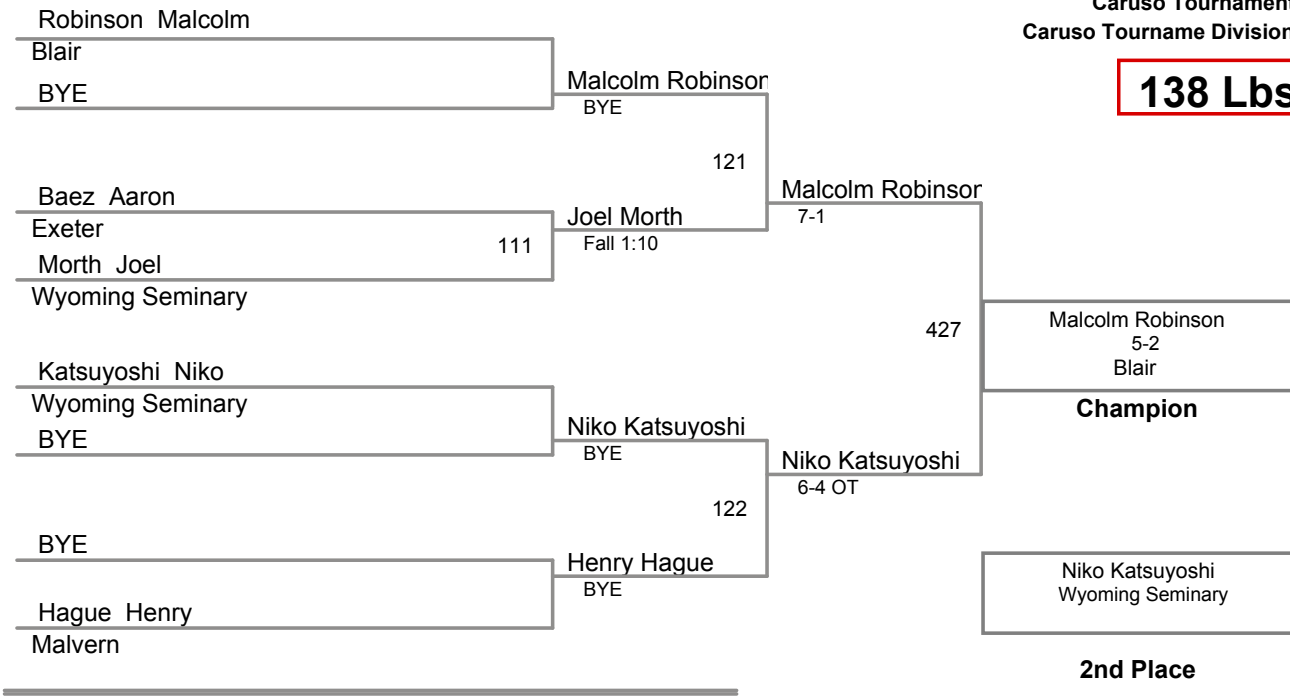 Caruso Tournament
Caruso Tourname Division
138 Lbs
Robinson Malcolm
Blair
BYE
Malcolm Robinson
BYE
121
Baez Aaron
Exeter
111
Morth Joel
Wyoming Seminary
Joel Morth
Fall 1:10
Malcolm Robinson
7-1
Katsuyoshi Niko
Wyoming Seminary
BYE
Niko Katsuyoshi
BYE
122
BYE
Hague Henry
Malvern
Henry Hague
BYE
Niko Katsuyoshi
6-4 OT
427
Malcolm Robinson
5-2
Blair
Champion
Niko Katsuyoshi
Wyoming Seminary
2nd Place